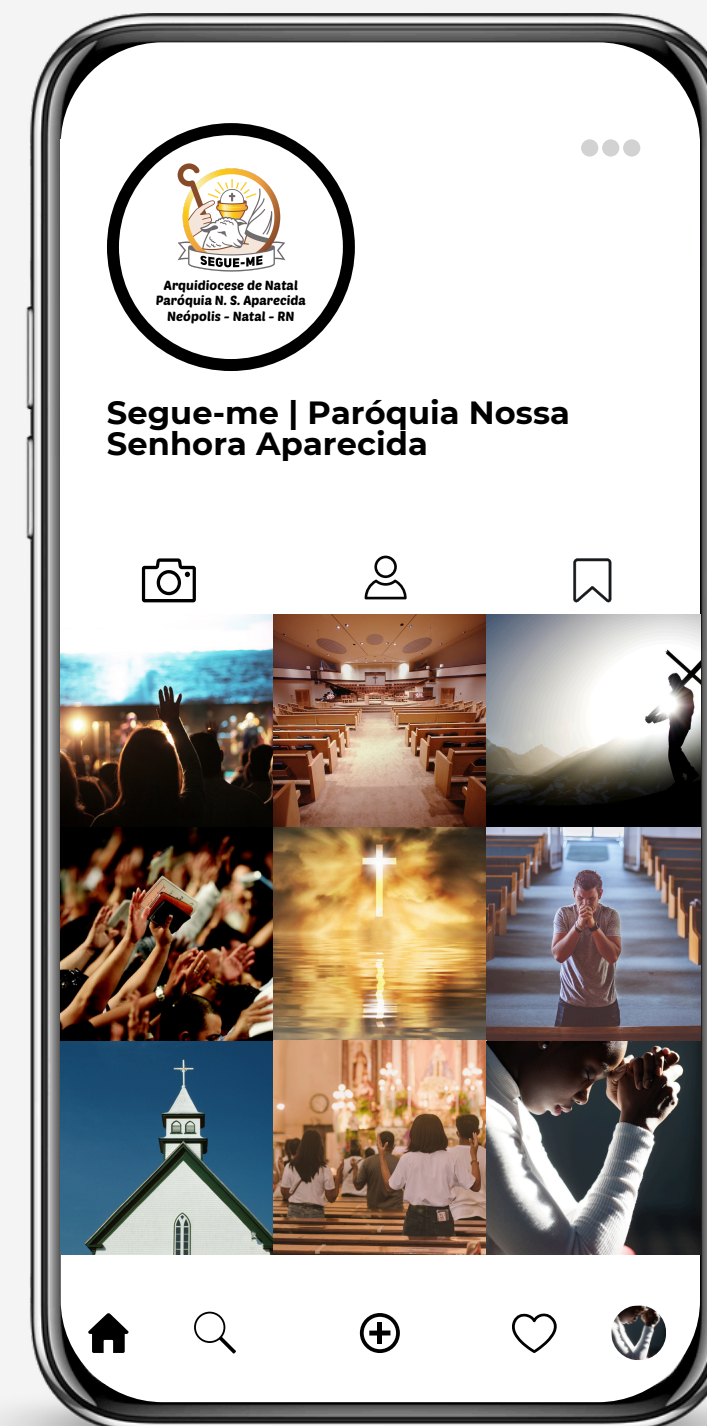 SEGUE-ME
Arquidiocese de Natal
Paróquia N. S. Aparecida
Neópolis - Natal - RN
Segue-me | Paróquia Nossa
Senhora Aparecida